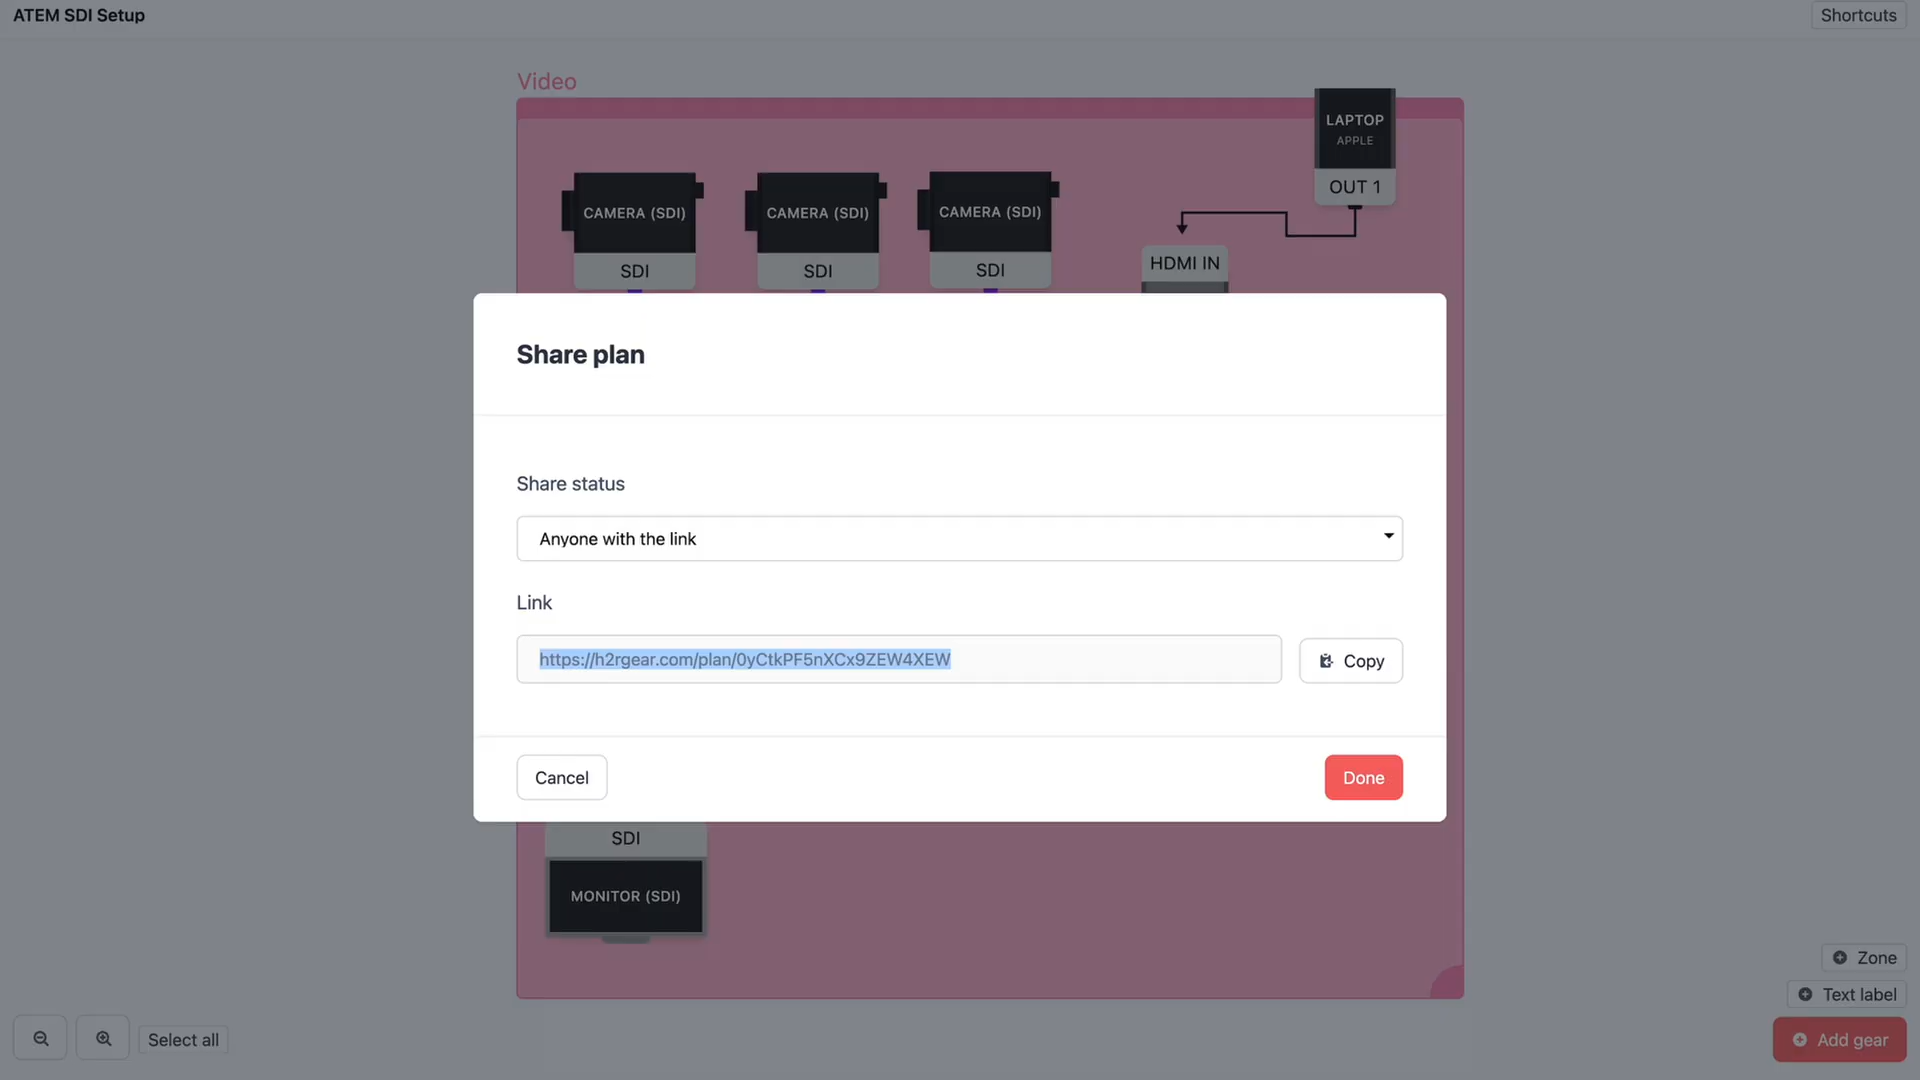 ATEM SDI Setup
Shortcuts
Video
LAPTOP
APPLE
OUT 1
CAMERA (SDI)
SDI
CAMERA (SDI)
SDI
CAMERA (SDI)
SDI
HDMI IN
Share plan
Share status
Anyone with the link
Link
https://h2rgear.com/plan/0yCtkPF5nXCx9ZEW4XEW
Copy
Cancel
Done
SDI
MONITOR (SDI)
Zone
Text label
Select all
Add gear